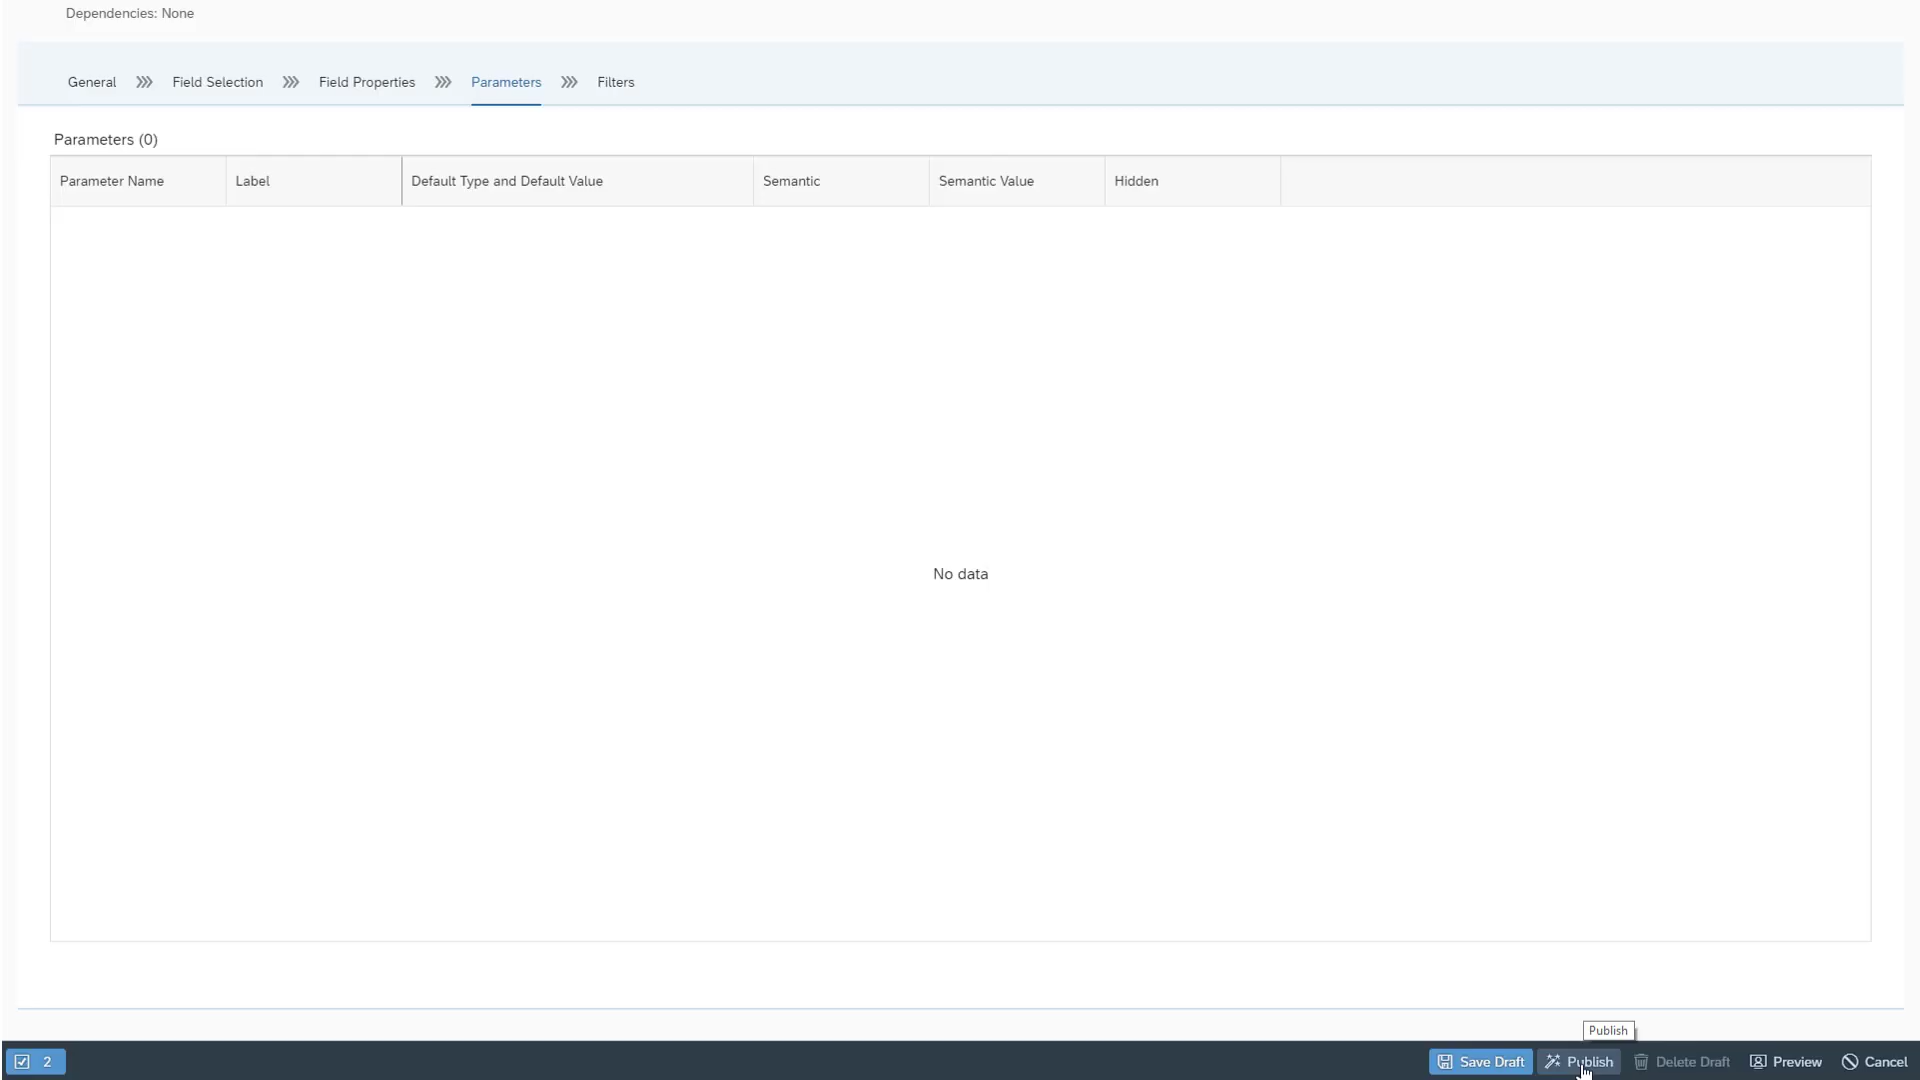 Dependencies: None
General
Field Selection
Field Properties
Parameters
Filters
Parameters (0)
Parameter Name
Label
Default Type and Default Value
Semantic
Semantic Value
Hidden
No data
Publish
2
Save Draft
Publish
Delete Draft
Preview
Cancel